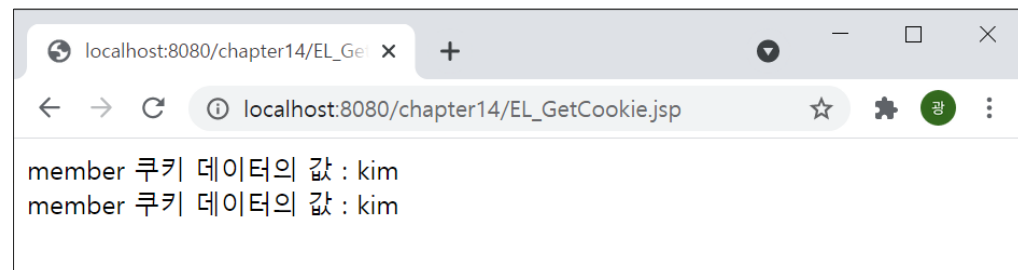 localhost:8080/chapter14/EL_Ge
localhost:8080/chapter14/EL_GetCookie.jsp
광
member 쿠키 데이터의 값 : kim
member 쿠키 데이터의 값 : kim